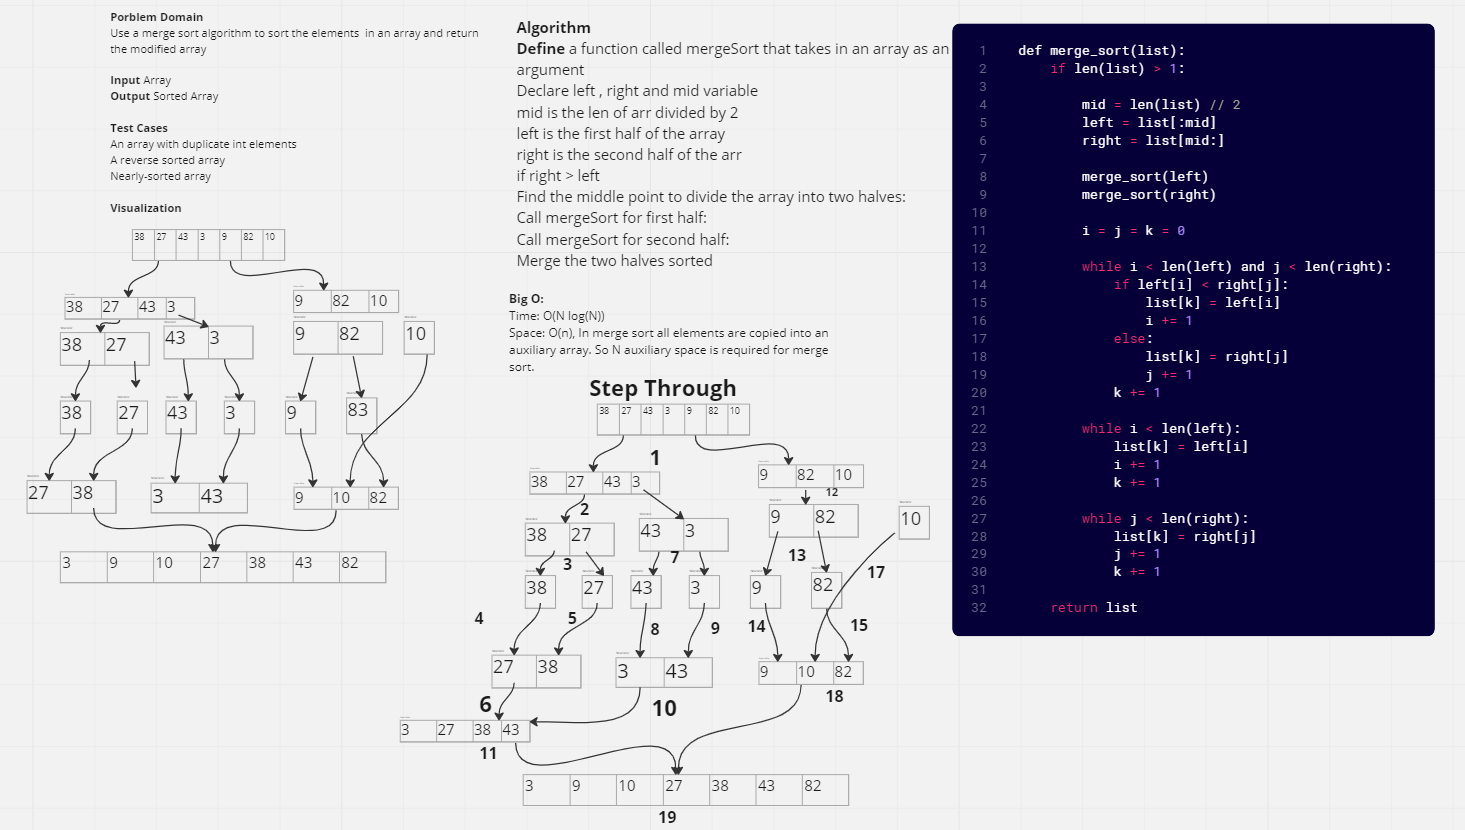 Porblem Domain
Use a merge sort algorithm to sort the elements in an array and return
the modified array
Input Array
Output Sorted Array
Test Cases
An array with duplicate int elements
A reverse sorted array
Nearly-sorted array
Visualization
38 27 43 3 9 82 10
38 27 43 3
9 82 10
38 27
43 3
9 82
10
38
27
43
3
9
83
27 38
3 43
9 10 82
3 9 10 27 38 43 82
Algorithm
Define a function called mergeSort that takes in an array as an
argument
Declare left , right and mid variable
mid is the len of arr divided by 2
left is the first half of the array
right is the second half of the arr
if right > left
Find the middle point to divide the array into two halves:
Call mergeSort for first half:
Call mergeSort for second half:
Merge the two halves sorted
Big O:
Time: O(N log(N))
Space: O(n), In merge sort all elements are copied into an
auxiliary array. So N auxiliary space is required for merge
sort.
Step Through
38 27 43 3 9 82 10
1
38 27 43 3
9 82 10
12
2
38 27
43 3
9 82
10
3
7
13
17
38
27
43
3
9
82
4
5
8
9
14
15
27 38
3 43
9 10 82
6
10
18
3 27 38 43
11
3 9 10 27 38 43 82
19
1 def merge_sort(list):
2 if len(list) > 1:
3
4 mid = len(list) // 2
5 left = list[:mid]
6 right = list[mid:]
7
8 merge_sort(left)
9 merge_sort(right)
10
11 i = j = k = 0
12
13 while i < len(left) and j < len(right):
14 if left[i] < right[j]:
15 list[k] = left[i]
16 i += 1
17 else:
18 list[k] = right[j]
19 j += 1
20 k += 1
21
22 while i < len(left):
23 list[k] = left[i]
24 i += 1
25 k += 1
26
27 while j < len(right):
28 list[k] = right[j]
29 j += 1
30 k += 1
31
32 return list